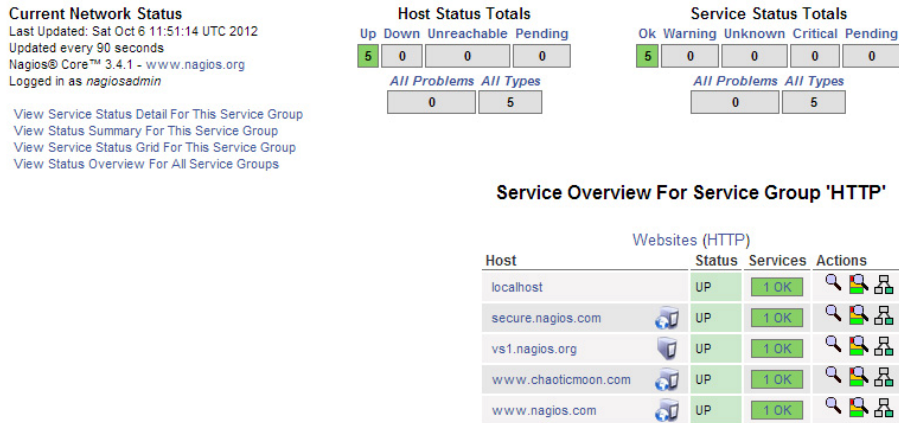 Current Network Status
Last Updated: Sat Oct 6 11:51:14 UTC 2012
Updated every 90 seconds
Nagios® Core™ 3.4.1 - www.nagios.org
Logged in as nagiosadmin
View Service Status Detail For This Service Group
View Status Summary For This Service Group
View Service Status Grid For This Service Group
View Status Overview For All Service Groups
Host Status Totals
Up Down Unreachable Pending
5 0 0 0
All Problems All Types
0 5
Service Status Totals
Ok Warning Unknown Critical Pending
5 0 0 0 0
All Problems All Types
0 5
Service Overview For Service Group 'HTTP'
Websites (HTTP)
Host Status Services Actions
localhost UP 1 OK
secure.nagios.com UP 1 OK
vs1.nagios.org UP 1 OK
www.chaoticmoon.com UP 1 OK
www.nagios.com UP 1 OK